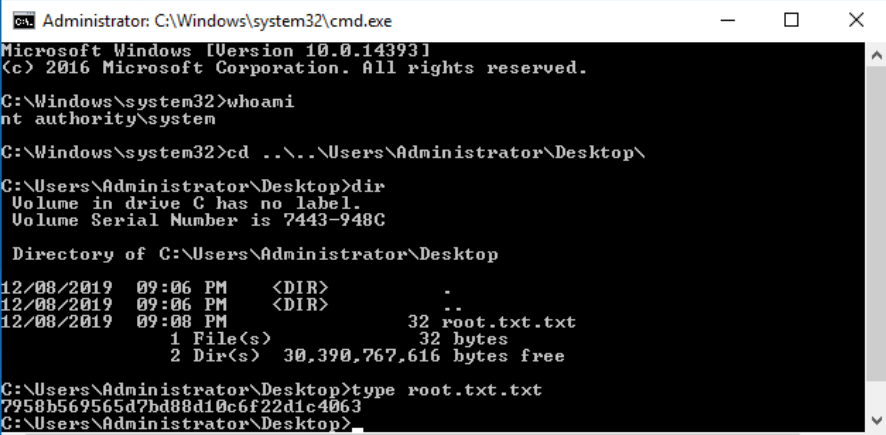 Administrator: C:\Windows\system32\cmd.exe
Microsoft Windows [Version 10.0.14393]
(c) 2016 Microsoft Corporation. All rights reserved.
C:\Windows\system32>whoami
nt authority\system
C:\Windows\system32>cd ..\..\Users\Administrator\Desktop\
C:\Users\Administrator\Desktop>dir
Volume in drive C has no label.
Volume Serial Number is 7443-948C
Directory of C:\Users\Administrator\Desktop
12/08/2019  09:06 PM    <DIR>          .
12/08/2019  09:06 PM    <DIR>          ..
12/08/2019  09:08 PM                32 root.txt.txt
1 File(s)             32 bytes
2 Dir(s)  30,390,767,616 bytes free
C:\Users\Administrator\Desktop>type root.txt.txt
7958b569565d7bd88d10c6f22d1c4063
C:\Users\Administrator\Desktop>